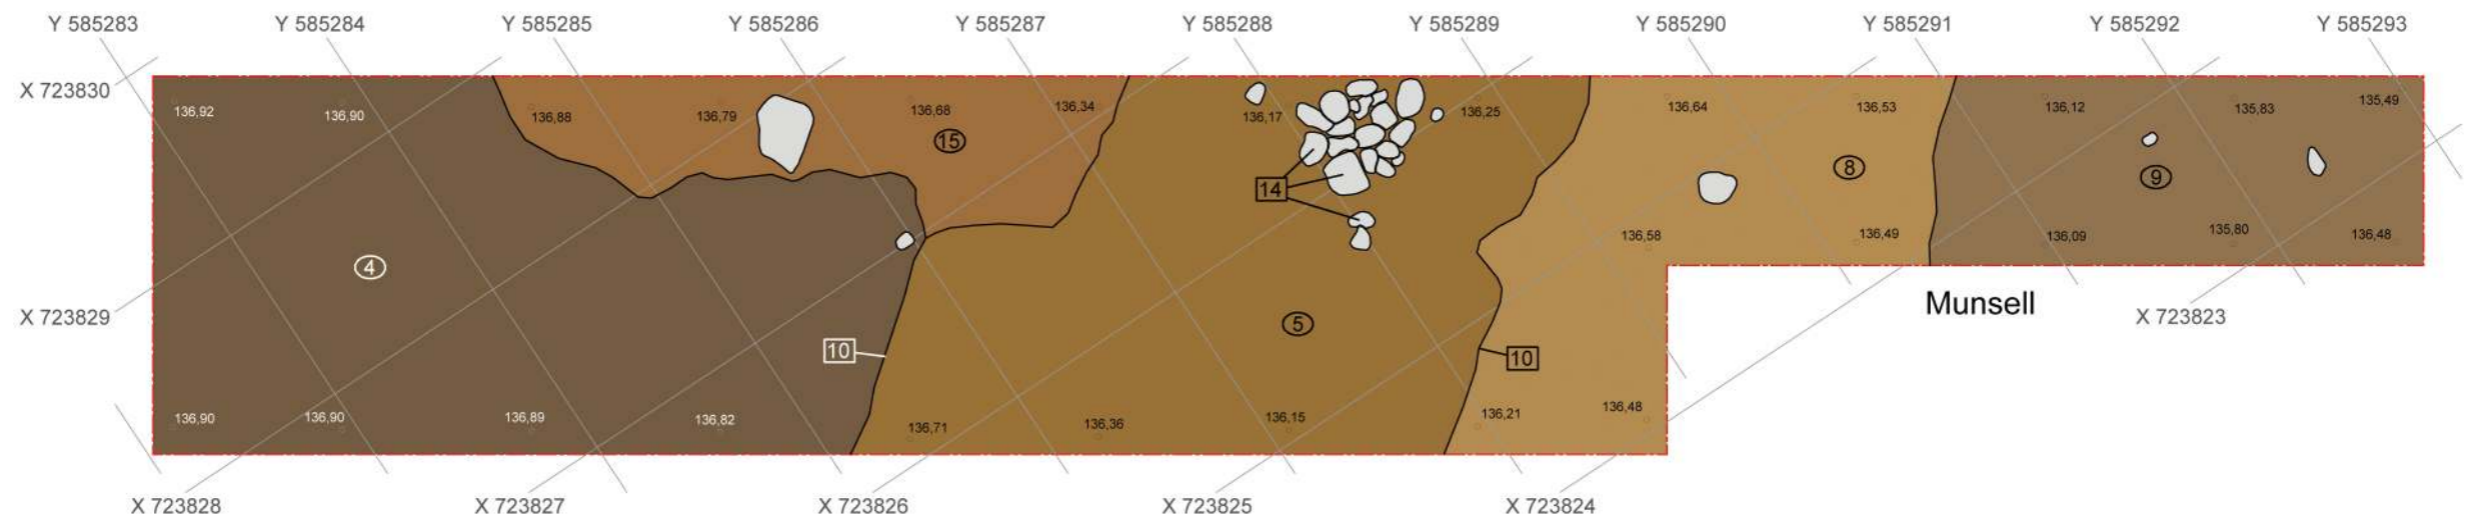 Y 585283 Y 585284 Y 585285 Y 585286 Y 585287 Y 585288 Y 585289 Y 585290 Y 585291 Y 585292 Y 585293
X 723830
136,92 136,90 136,88 136,79 136,68 136,34 136,17 136,25 136,64 136,53 136,12 135,83 135,49
15
8
9
14
136,58 136,49 136,09 135,80 136,48
4
X 723829
5
Munsell
X 723823
10
10
136,90 136,90 136,89 136,82 136,71 136,36 136,15 136,21 136,48
X 723828 X 723827 X 723826 X 723825 X 723824